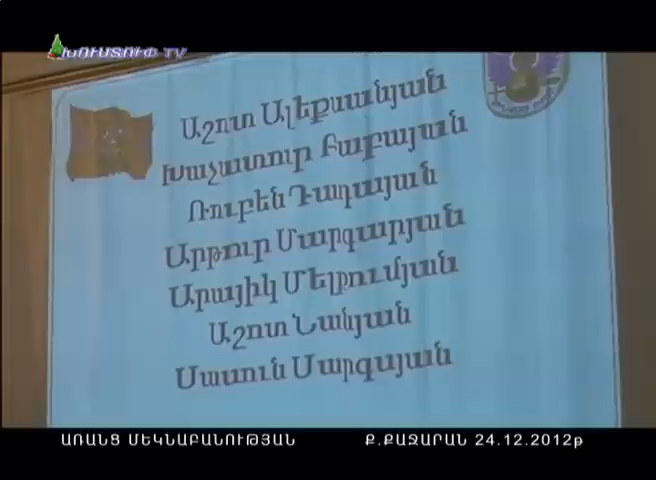 ԽՈՒՍՏՈՒՓ TV
Աշոտ Ալեքսանյան
Խաչատուր Բաբայան
Ռուբեն Դադայան
Արթուր Մարգարյան
Արայիկ Մելքումյան
Աշոտ Նանյան
Սասուն Սարգսյան
ԱՌԱՆՑ ՄԵԿՆԱԲԱՆՈՒԹՅԱՆ Ք.ՔԱՋԱՐԱՆ 24.12.2012թ